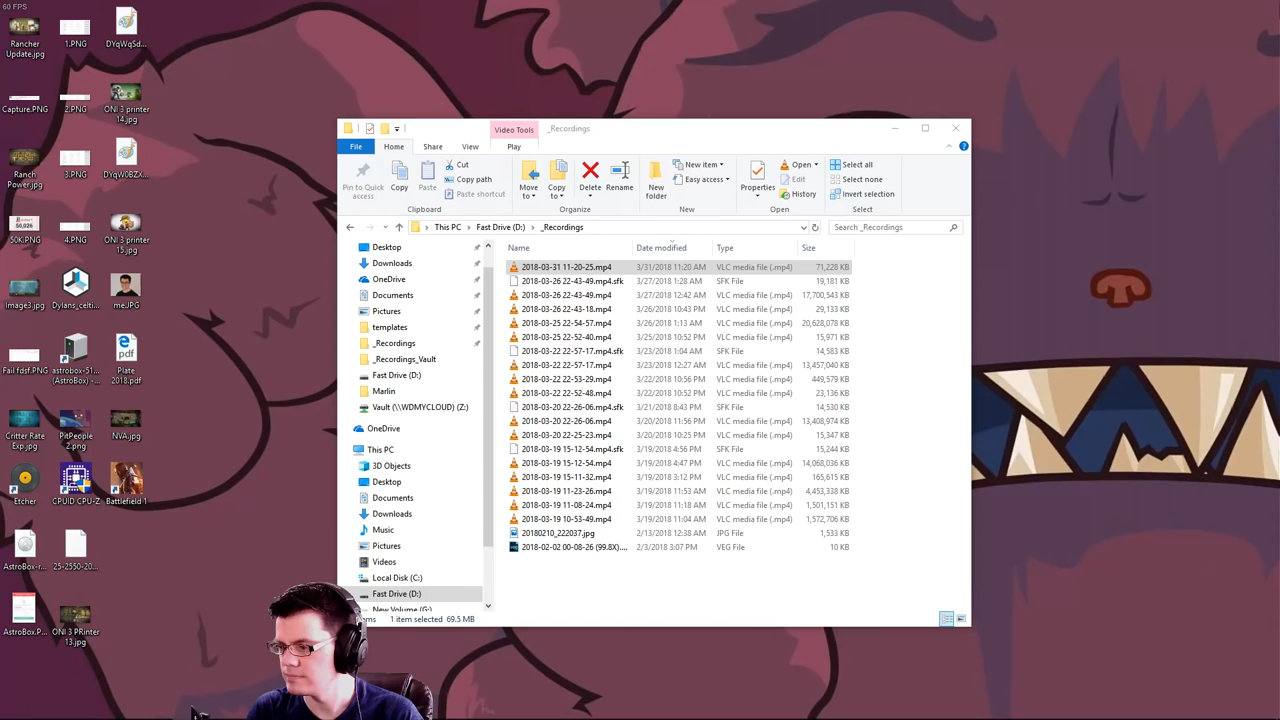 60 FPS
Rancher
Update.jpg
1.PNG
DYqWqSd...
Capture.PNG
2.PNG
ONI 3 printer
14.jpg
Ranch
Power.jpg
3.PNG
DYqW0BZX...
50K.PNG
4.PNG
ONI 3 printer
15.jpg
Image3.jpg
Dylans_celti...
me.JPG
Fail fdsf.PNG
astrobox-51...
(AstroBox) -...
Plate
2018.pdf
Critter Rate
Exp.jpg
PitPeople
2.png
NVA.jpg
Etcher
CPUID CPU-Z
Battlefield 1
AstroBox-r...
25-2550-20...
AstroBox.P...
ONI 3 PRinter
13.jpg
Video Tools
_Recordings
File
Home
Share
View
Play
Pin to Quick
access
Copy
Paste
Cut
Copy path
Paste shortcut
Clipboard
Move
to
Copy
to
Delete
Rename
Organize
New
folder
New item
Easy access
New
Properties
Open
Edit
History
Open
Select all
Select none
Invert selection
Select
This PC > Fast Drive (D:) > _Recordings
Search _Recordings
Desktop
Downloads
OneDrive
Documents
Pictures
templates
_Recordings
_Recordings_Vault
Fast Drive (D:)
Marlin
Vault (\\WDMYCLOUD) (Z:)
OneDrive
This PC
3D Objects
Desktop
Documents
Downloads
Music
Pictures
Videos
Local Disk (C:)
Fast Drive (D:)
New Volume (G:)
Name Date modified Type Size
2018-03-31 11-20-25.mp4 3/31/2018 11:20 AM VLC media file (.mp4) 71,228 KB
2018-03-26 22-43-49.mp4.sfk 3/27/2018 1:28 AM SFK File 19,181 KB
2018-03-26 22-43-49.mp4 3/27/2018 12:42 AM VLC media file (.mp4) 17,700,543 KB
2018-03-26 22-43-18.mp4 3/26/2018 10:43 PM VLC media file (.mp4) 29,133 KB
2018-03-25 22-54-57.mp4 3/26/2018 1:13 AM VLC media file (.mp4) 20,628,078 KB
2018-03-25 22-52-40.mp4 3/25/2018 10:52 PM VLC media file (.mp4) 15,971 KB
2018-03-22 22-57-17.mp4.sfk 3/23/2018 1:04 AM SFK File 14,583 KB
2018-03-22 22-57-17.mp4 3/23/2018 12:27 AM VLC media file (.mp4) 13,457,040 KB
2018-03-22 22-53-29.mp4 3/22/2018 10:56 PM VLC media file (.mp4) 449,579 KB
2018-03-22 22-52-48.mp4 3/22/2018 10:52 PM VLC media file (.mp4) 23,136 KB
2018-03-20 22-26-06.mp4.sfk 3/21/2018 8:43 PM SFK File 14,530 KB
2018-03-20 22-26-06.mp4 3/20/2018 11:56 PM VLC media file (.mp4) 13,408,974 KB
2018-03-20 22-25-23.mp4 3/20/2018 10:25 PM VLC media file (.mp4) 15,347 KB
2018-03-19 15-12-54.mp4.sfk 3/19/2018 4:56 PM SFK File 15,244 KB
2018-03-19 15-12-54.mp4 3/19/2018 4:47 PM VLC media file (.mp4) 14,068,036 KB
2018-03-19 15-11-32.mp4 3/19/2018 3:12 PM VLC media file (.mp4) 165,615 KB
2018-03-19 11-23-26.mp4 3/19/2018 11:53 AM VLC media file (.mp4) 4,453,338 KB
2018-03-19 11-08-24.mp4 3/19/2018 11:18 AM VLC media file (.mp4) 1,501,151 KB
2018-03-19 10-53-49.mp4 3/19/2018 11:04 AM VLC media file (.mp4) 1,572,706 KB
20180210_222037.jpg 2/13/2018 12:38 AM JPG File 1,533 KB
2018-02-02 00-08-26 (99.8X).... 2/3/2018 3:07 PM VEG File 10 KB
1 item selected 69.5 MB